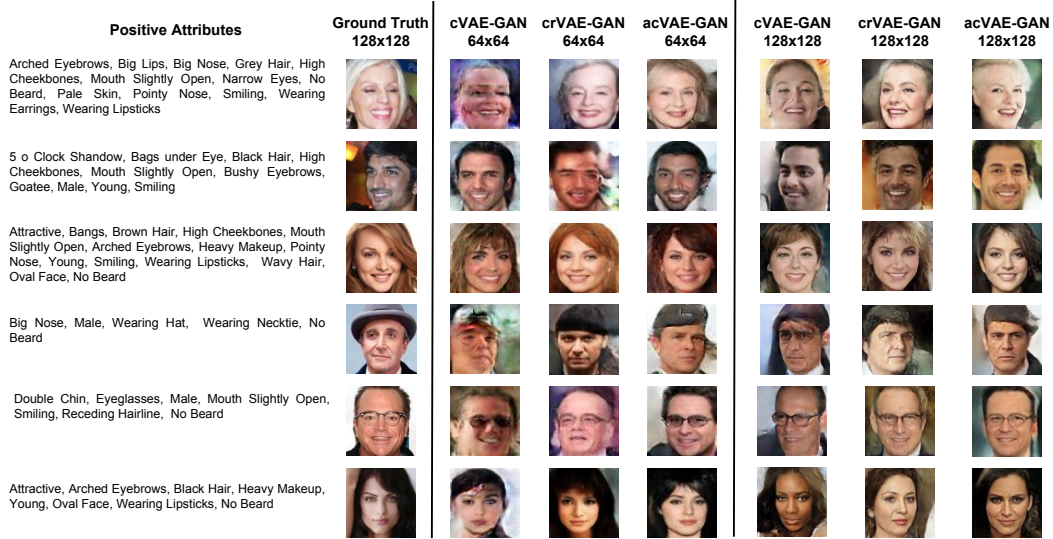 Positive Attributes
Ground Truth
128x128
cVAE-GAN
64x64
crVAE-GAN
64x64
acVAE-GAN
64x64
cVAE-GAN
128x128
crVAE-GAN
128x128
acVAE-GAN
128x128
Arched Eyebrows, Big Lips, Big Nose, Grey Hair, High
Cheekbones, Mouth Slightly Open, Narrow Eyes, No
Beard, Pale Skin, Pointy Nose, Smiling, Wearing
Earrings, Wearing Lipsticks
5 o Clock Shandow, Bags under Eye, Black Hair, High
Cheekbones, Mouth Slightly Open, Bushy Eyebrows,
Goatee, Male, Young, Smiling
Attractive, Bangs, Brown Hair, High Cheekbones, Mouth
Slightly Open, Arched Eyebrows, Heavy Makeup, Pointy
Nose, Young, Smiling, Wearing Lipsticks, Wavy Hair,
Oval Face, No Beard
Big Nose, Male, Wearing Hat, Wearing Necktie, No
Beard
Double Chin, Eyeglasses, Male, Mouth Slightly Open,
Smiling, Receding Hairline, No Beard
Attractive, Arched Eyebrows, Black Hair, Heavy Makeup,
Young, Oval Face, Wearing Lipsticks, No Beard